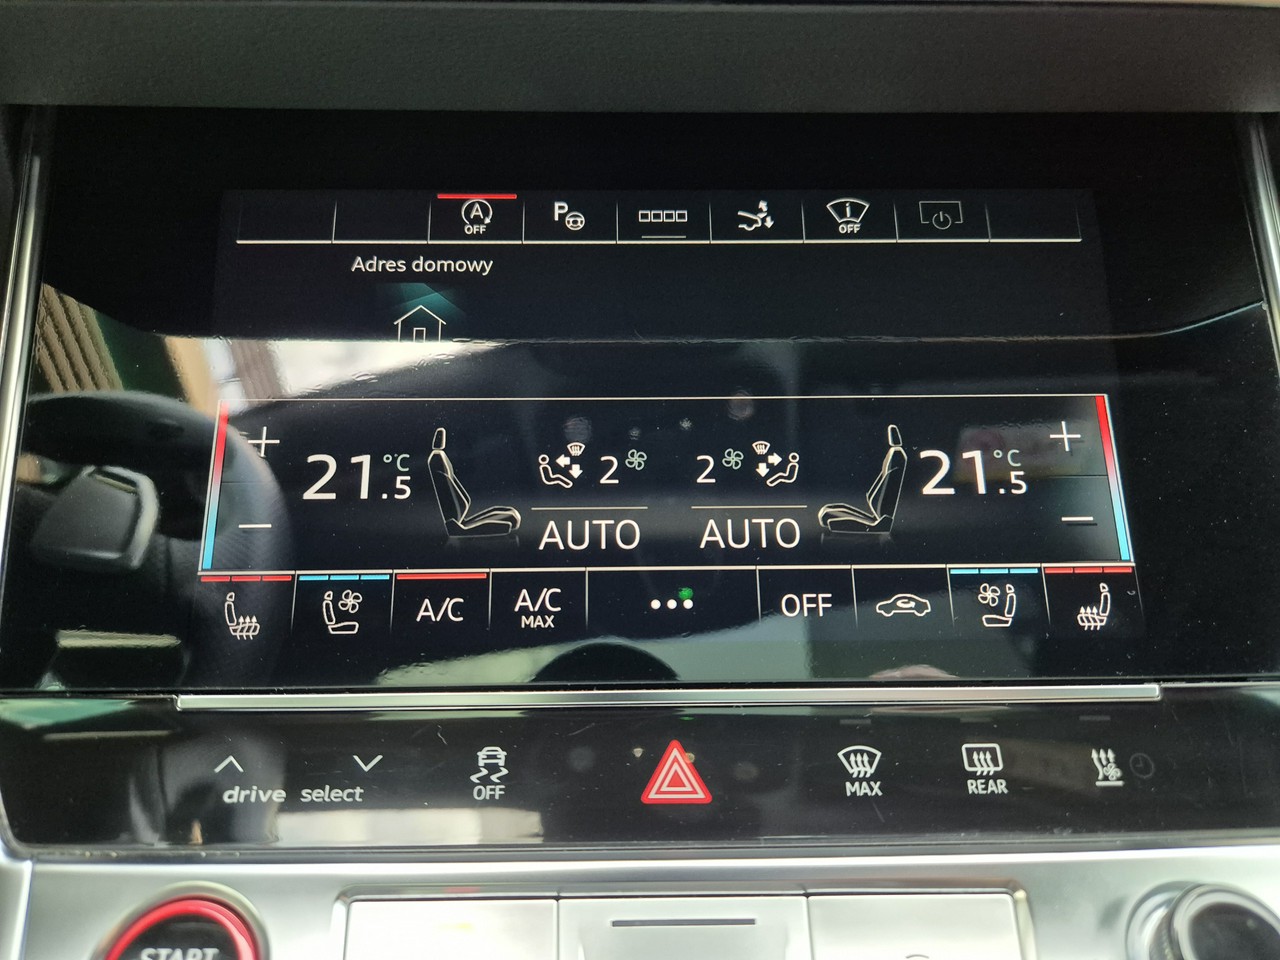 A
OFF
P
i
OFF
Adres domowy
+ 21.5 °C
2
2
21.5 °C +
−
AUTO
AUTO
−
A/C
A/C
MAX
...
OFF
drive select
OFF
MAX
REAR
START